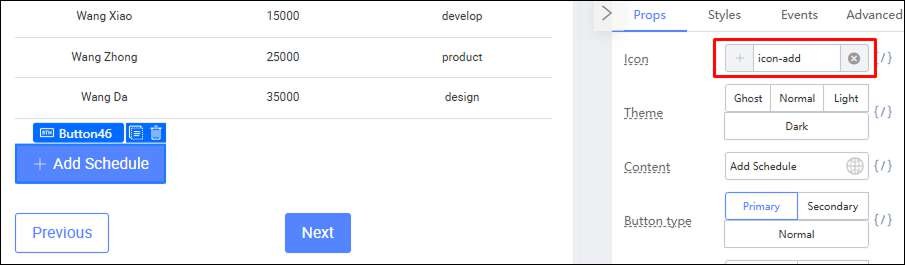 Wang Xiao 15000 develop
Wang Zhong 25000 product
Wang Da 35000 design
BTN Button46
+ Add Schedule
Previous Next
> Props Styles Events Advanced
Icon + icon-add {/}
Theme Ghost Normal Light {/}
Dark
Content Add Schedule {/}
Button type Primary Secondary {/}
Normal